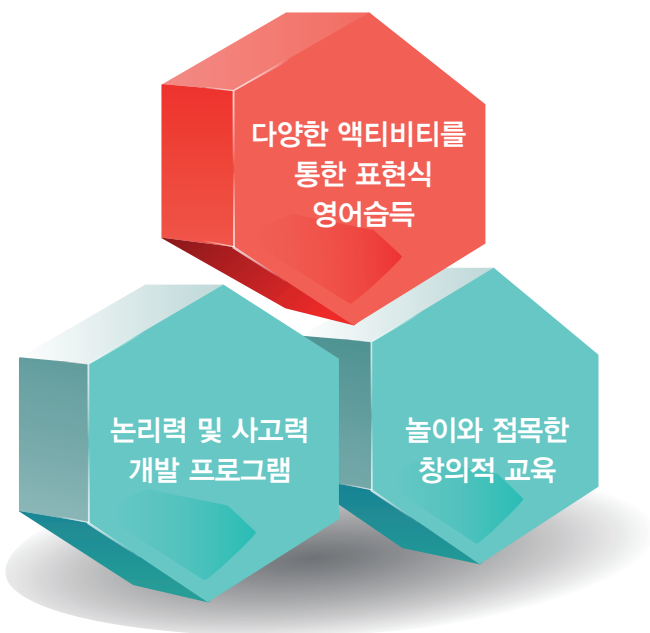 다양한 액티비티를
통한 표현식
영어습득
논리력 및 사고력
개발 프로그램
놀이와 접목한
창의적 교육